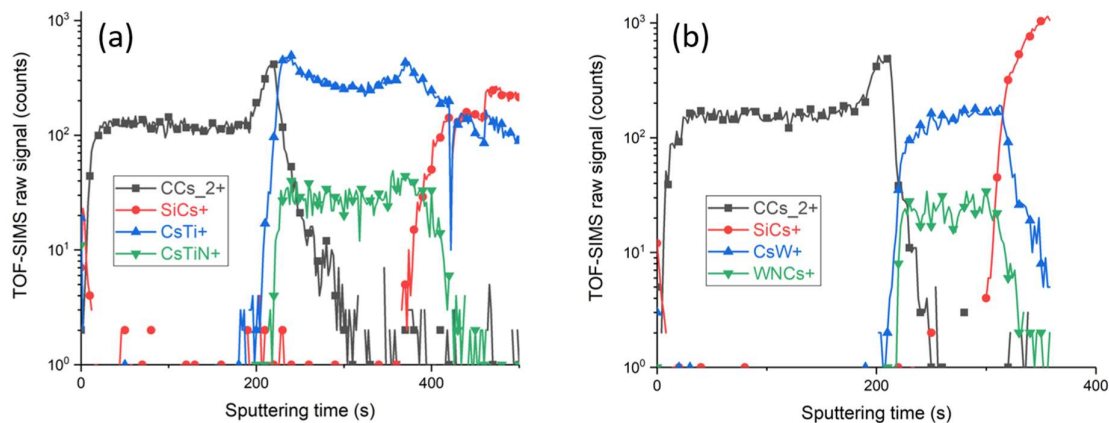 (a)
TOF-SIMS raw signal (counts)
10³
10²
10¹
10⁰
CCs_2+
SiCs+
CsTi+
CsTiN+
0
200
400
Sputtering time (s)
(b)
TOF-SIMS raw signal (counts)
10³
10²
10¹
10⁰
CCs_2+
SiCs+
CsW+
WNCs+
0
200
400
Sputtering time (s)